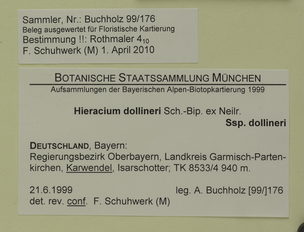 Sammler, Nr.: Buchholz 99/176
Beleg ausgewertet für Floristische Kartierung
Bestimmung !!: Rothmaler 4₁₀
F. Schuhwerk (M) 1. April 2010
BOTANISCHE STAATSSAMMLUNG MÜNCHEN
Aufsammlungen der Bayerischen Alpen-Biotopkartierung 1999
Hieracium dollineri Sch.-Bip. ex Neilr.
Ssp. dollineri
DEUTSCHLAND, Bayern:
Regierungsbezirk Oberbayern, Landkreis Garmisch-Parten-
kirchen, Karwendel, Isarschotter; TK 8533/4 940 m.
21.6.1999 leg. A. Buchholz [99/]176
det. rev. conf. F. Schuhwerk (M)